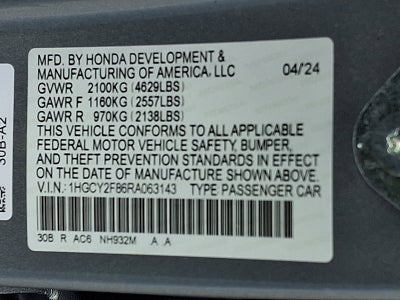 MFD. BY HONDA DEVELOPMENT &
MANUFACTURING OF AMERICA, LLC 04/24
GVWR 2100KG (4629LBS)
GAWR F 1160KG (2557LBS)
GAWR R 970KG (2138LBS)
THIS VEHICLE CONFORMS TO ALL APPLICABLE
FEDERAL MOTOR VEHICLE SAFETY, BUMPER,
AND THEFT PREVENTION STANDARDS IN EFFECT
ON THE DATE OF MANUFACTURE SHOWN ABOVE.
V.I.N.: 1HGCY2F86RA063143 TYPE PASSENGER CAR
30B R AC6 NH932M A A
30B-A2